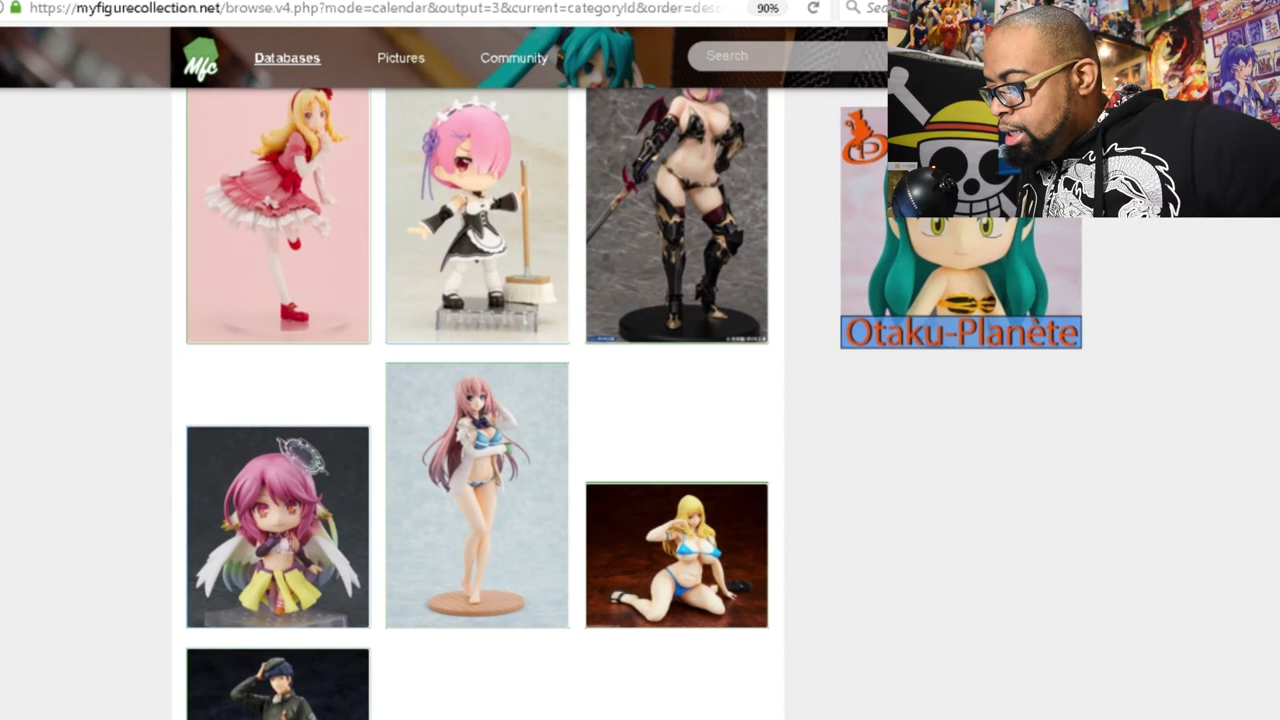 https://myfigurecollection.net/browse.v4.php?mode=calendar&output=3&current=categoryId&order=desc
90%
Mfc
Databases
Pictures
Community
Search
Otaku-Planète